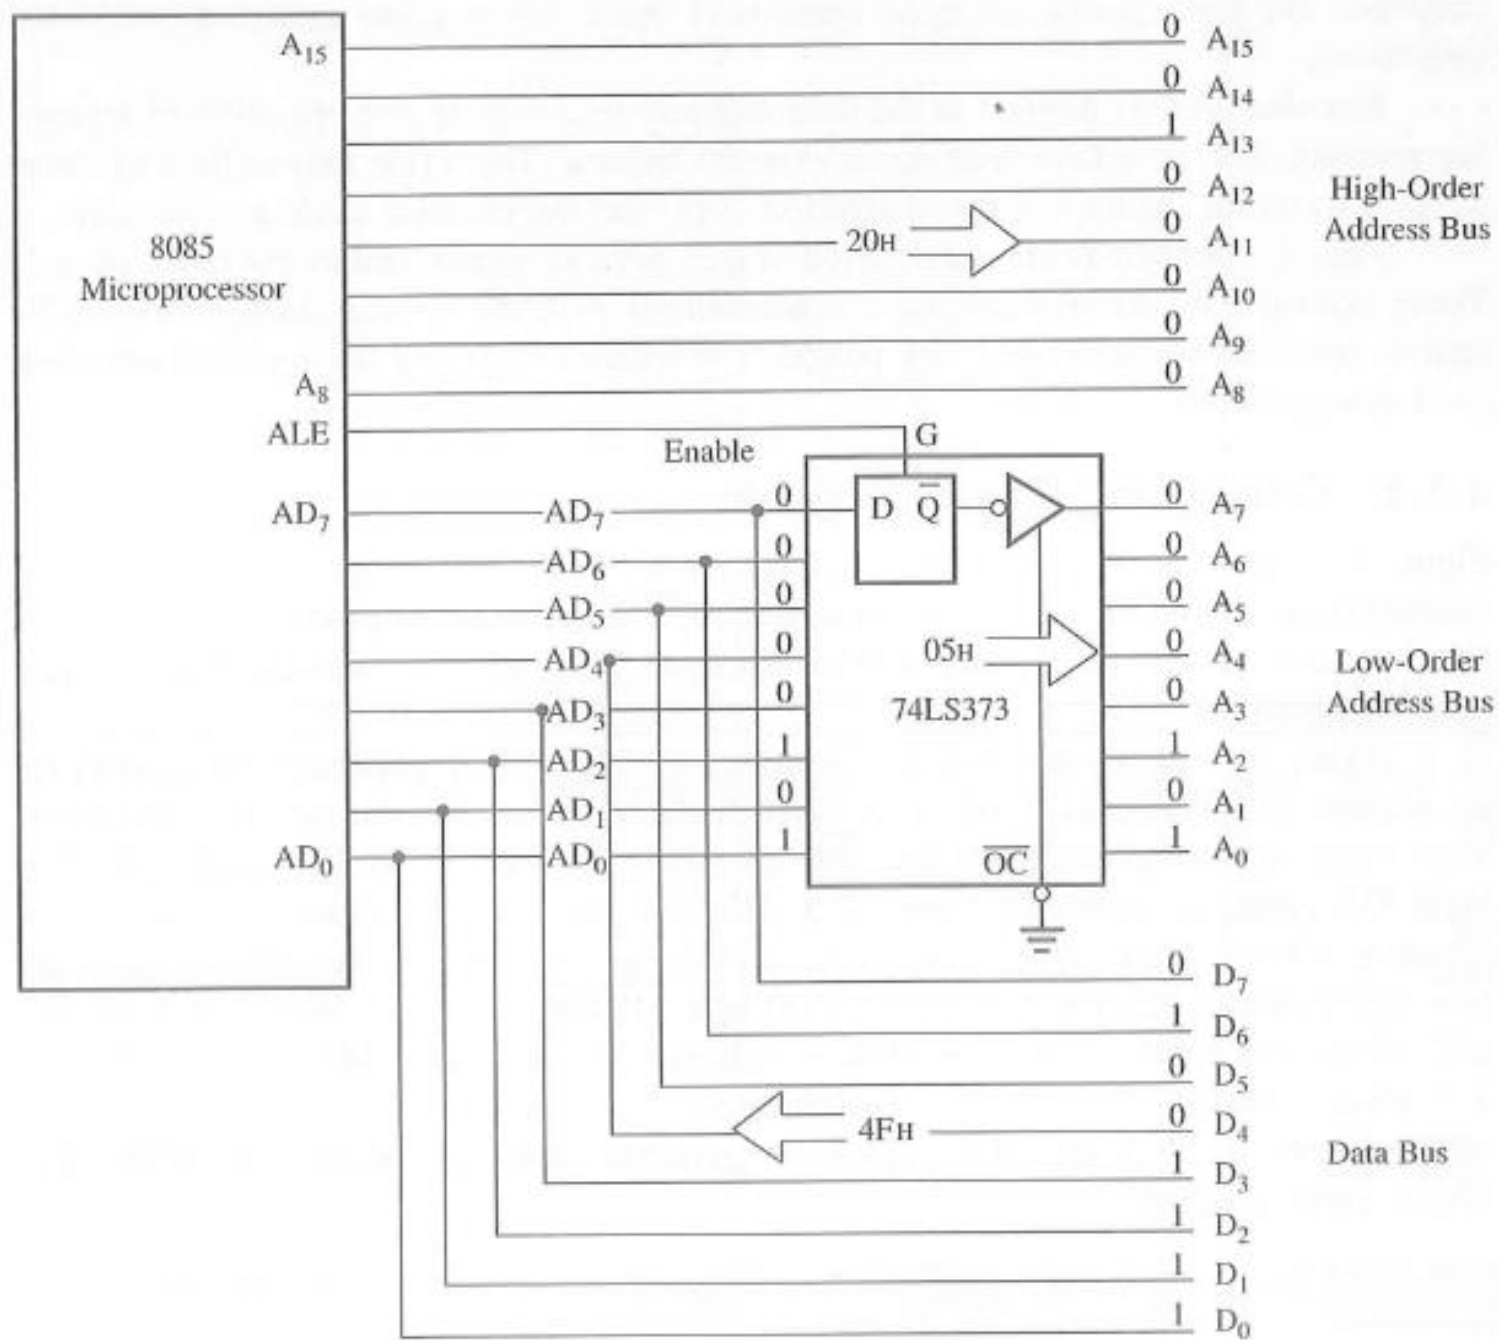 A15 0 A15
0 A14
1 A13
0 A12 High-Order
8085 20H 0 A11 Address Bus
Microprocessor 0 A10
0 A9
A8 0 A8
ALE G
Enable
AD7 AD7 0 D Q̅ 0 A7
AD6 0 0 A6
AD5 0 0 A5
AD4 0 05H 0 A4 Low-Order
AD3 0 74LS373 0 A3 Address Bus
AD2 1 1 A2
AD1 0 0 A1
AD0 AD0 1 O̅C̅ 1 A0
0 D7
1 D6
0 D5
4FH 0 D4
1 D3 Data Bus
1 D2
1 D1
1 D0